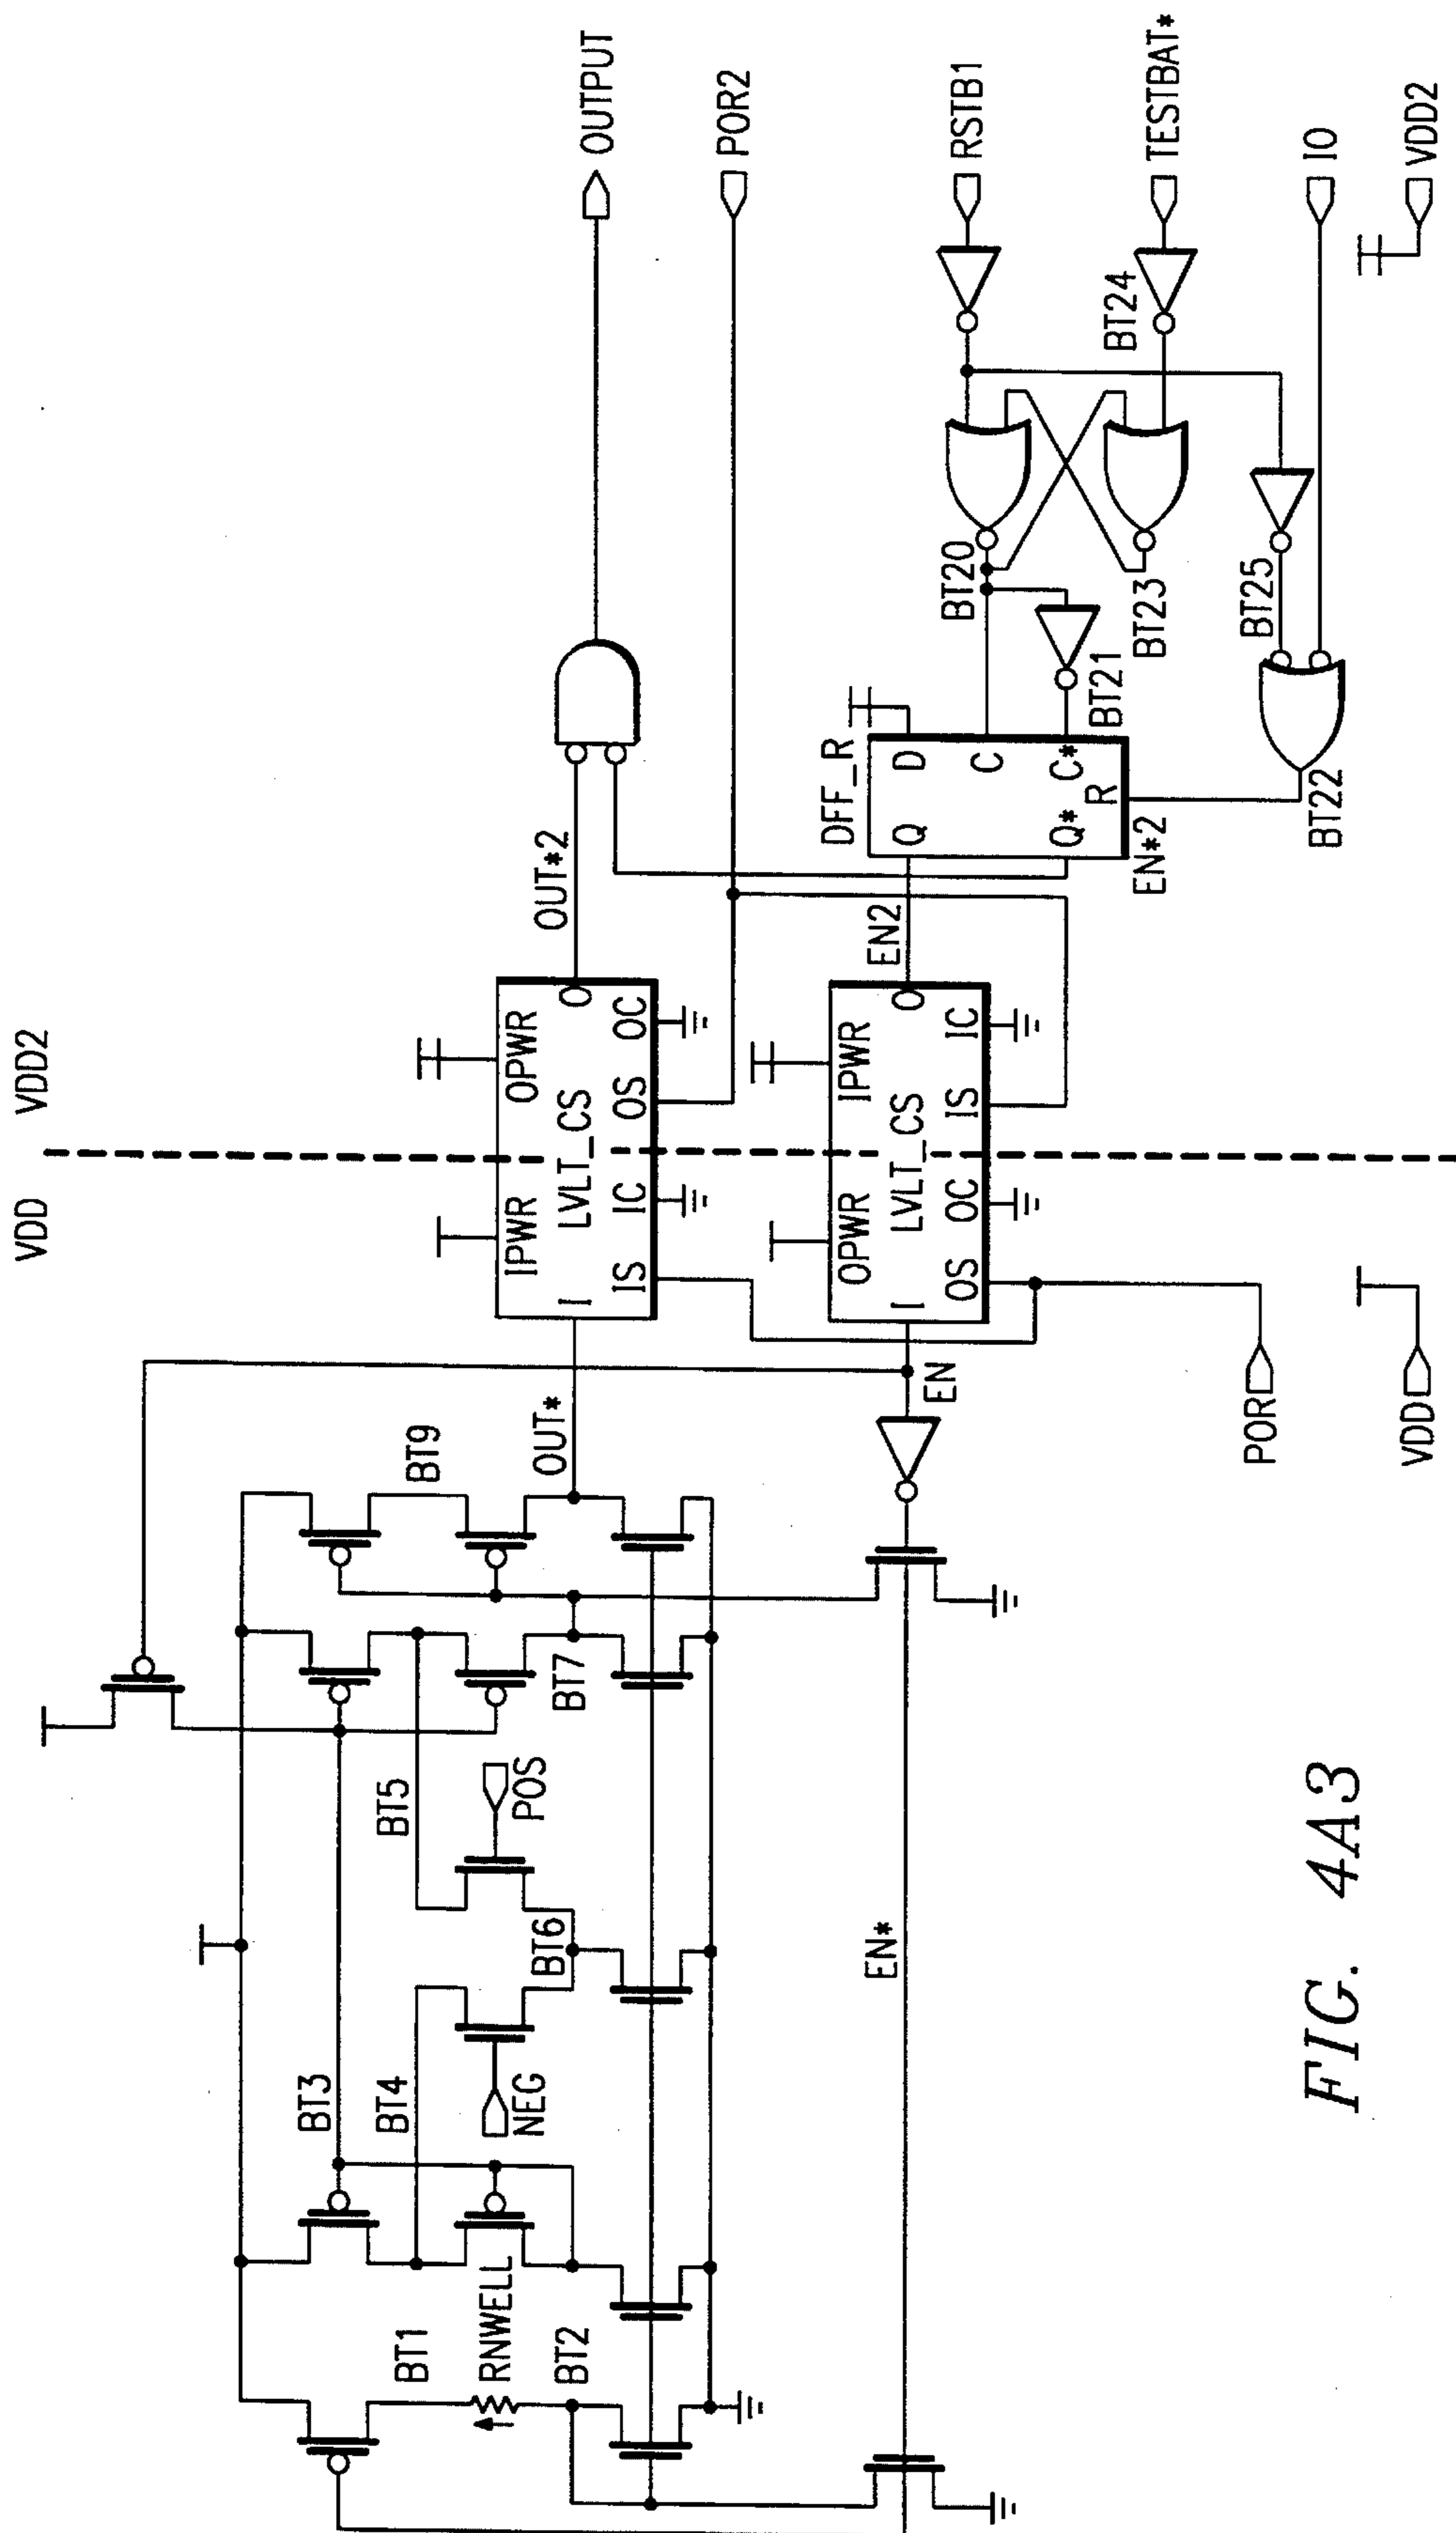 VDD VDD2
OUTPUT
POR2
RSTB1
TESTBAT*
IO
VDD2
BT24
BT20
BT23
BT25
BT21
BT22
DFF_R
D
C
C*
R
Q
Q*
EN*2
OUT*2
EN2
IPWR OPWR
I LVLT_CS O
IS IC OS OC
OPWR IPWR
I LVLT_CS O
OS OC IS IC
OUT*
EN
POR
VDD
BT9
BT7
BT5
POS
BT6
BT3
BT4
NEG
BT1
RNWELL
BT2
EN*
FIG. 4A3